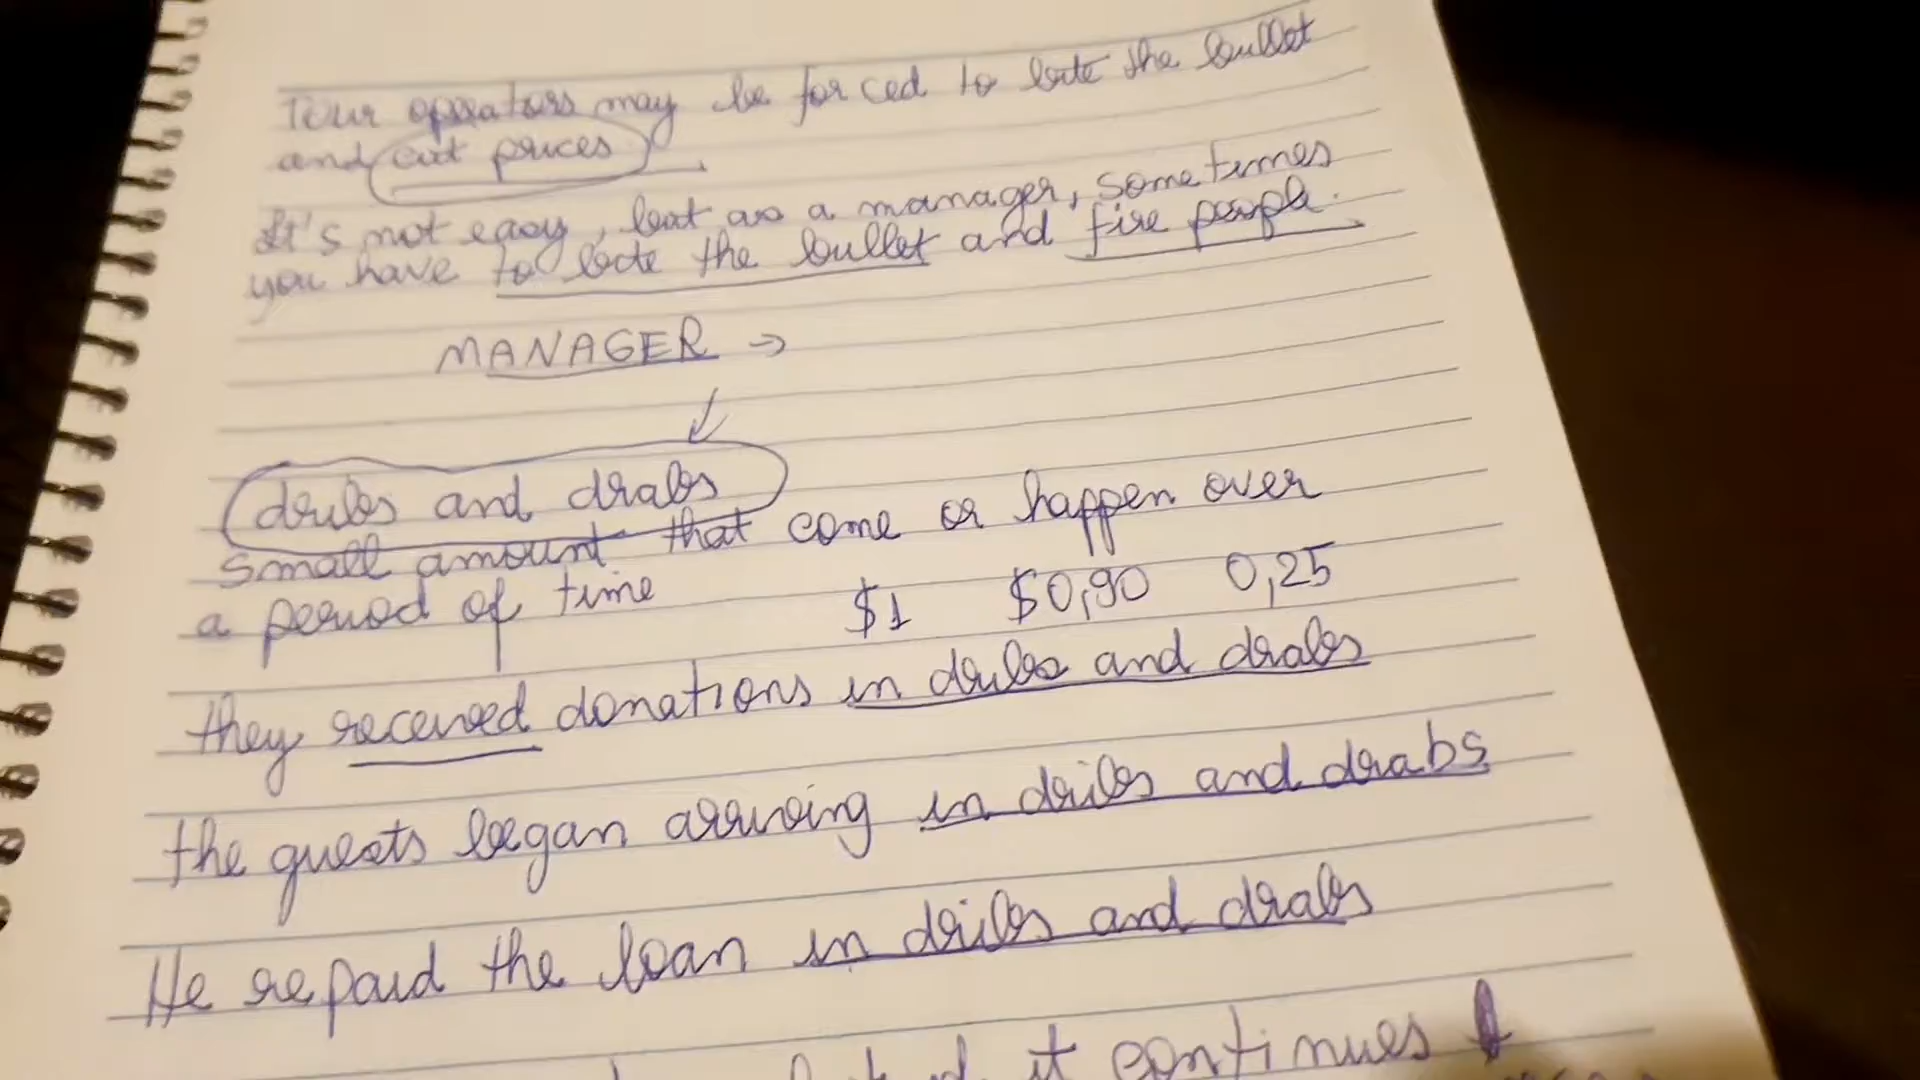 Tour operators may be forced to bite the bullet
and cut prices.
It's not easy, but as a manager, sometimes
you have to bite the bullet and fire people.
MANAGER →
dribs and drabs
small amount that come or happen over
a period of time $1 $0,90 0,25
they received donations in dribs and drabs
the guests began arriving in dribs and drabs
He repaid the loan in dribs and drabs
it continues